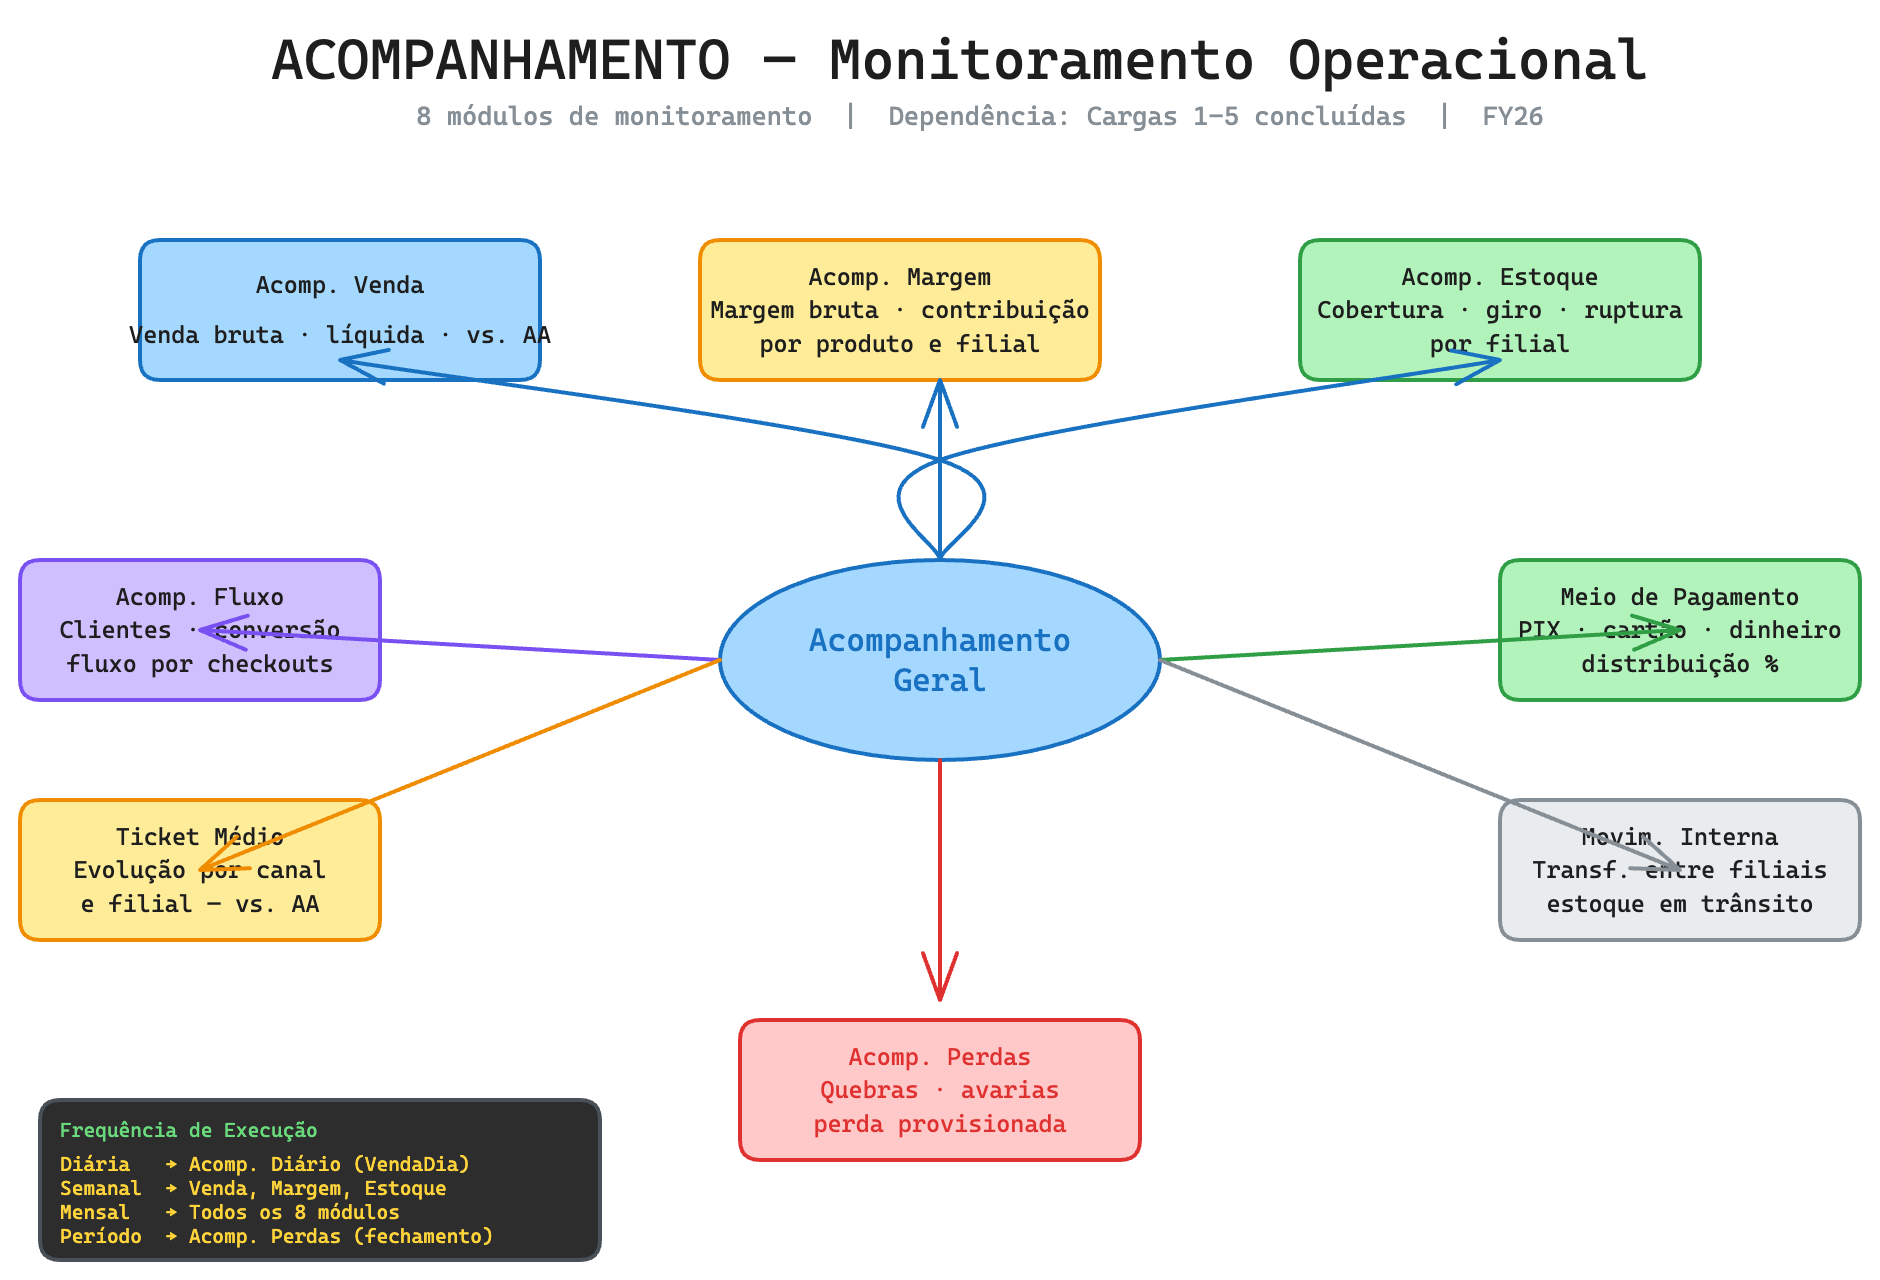 ACOMPANHAMENTO — Monitoramento Operacional
8 módulos de monitoramento | Dependência: Cargas 1–5 concluídas | FY26
Acomp. Venda
Venda bruta · líquida · vs. AA
Acomp. Margem
Margem bruta · contribuição
por produto e filial
Acomp. Estoque
Cobertura · giro · ruptura
por filial
Acomp. Fluxo
Clientes · conversão
fluxo por checkouts
Acompanhamento
Geral
Meio de Pagamento
PIX · cartão · dinheiro
distribuição %
Ticket Médio
Evolução por canal
e filial — vs. AA
Movim. Interna
Transf. entre filiais
estoque em trânsito
Acomp. Perdas
Quebras · avarias
perda provisionada
Frequência de Execução
Diária → Acomp. Diário (VendaDia)
Semanal → Venda, Margem, Estoque
Mensal → Todos os 8 módulos
Período → Acomp. Perdas (fechamento)